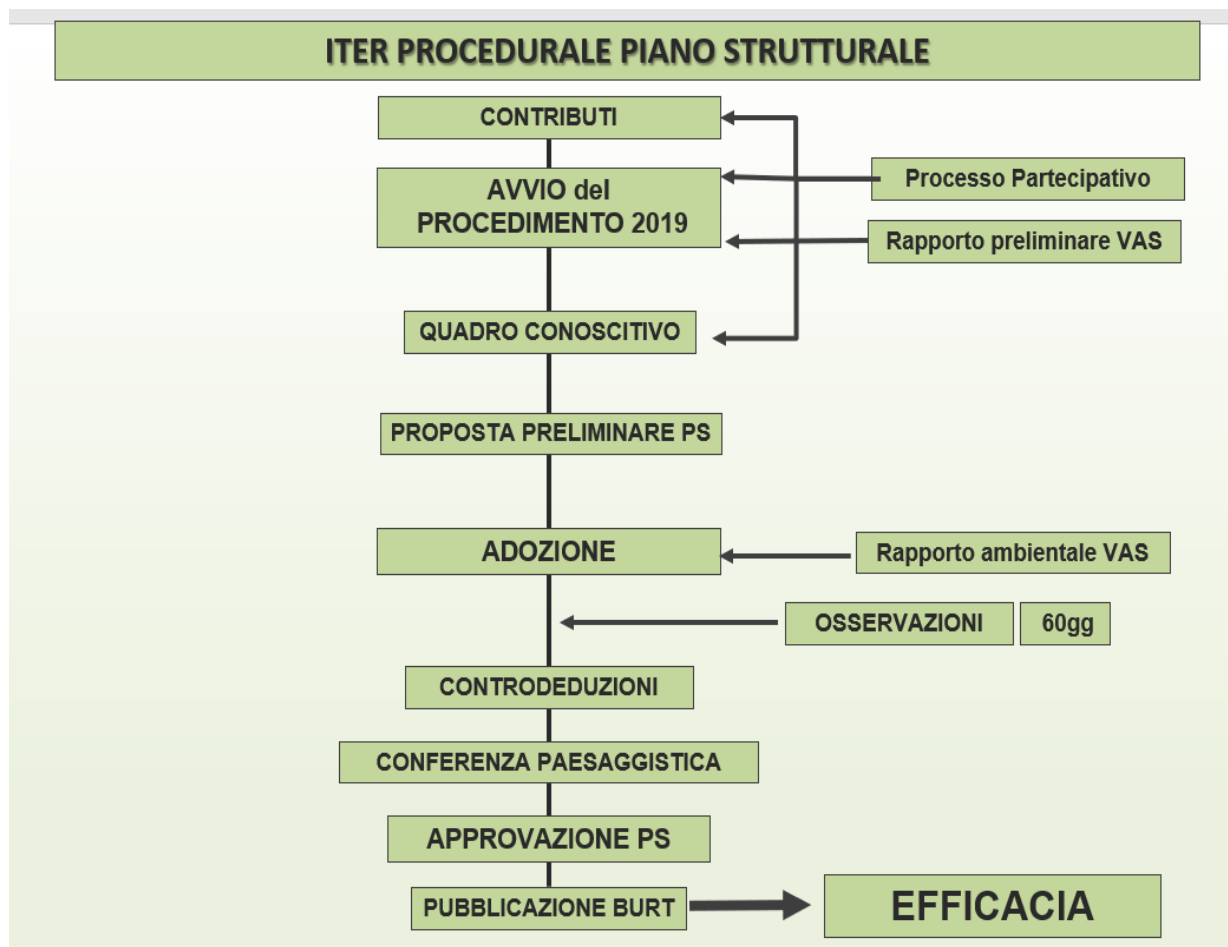 ITER PROCEDURALE PIANO STRUTTURALE
CONTRIBUTI
AVVIO del
PROCEDIMENTO 2019
Processo Partecipativo
Rapporto preliminare VAS
QUADRO CONOSCITIVO
PROPOSTA PRELIMINARE PS
ADOZIONE
Rapporto ambientale VAS
OSSERVAZIONI
60gg
CONTRODEDUZIONI
CONFERENZA PAESAGGISTICA
APPROVAZIONE PS
PUBBLICAZIONE BURT
EFFICACIA